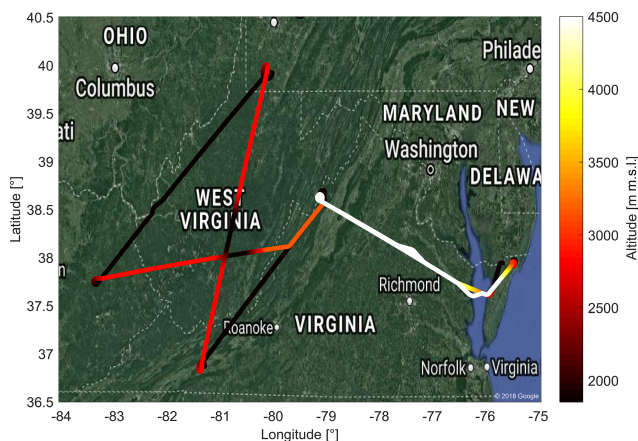 40.5
40
39.5
39
38.5
38
37.5
37
36.5
-84
-83
-82
-81
-80
-79
-78
-77
-76
-75
Latitude [°]
Longitude [°]
OHIO
Columbus
ati
n
WEST
VIRGINIA
Roanoke
VIRGINIA
Richmond
Norfolk
Virginia
MARYLAND
Washington
DELAWA
NEW
Philade
© 2018 Google
4500
4000
3500
3000
2500
2000
Altitude [m m.s.l.]